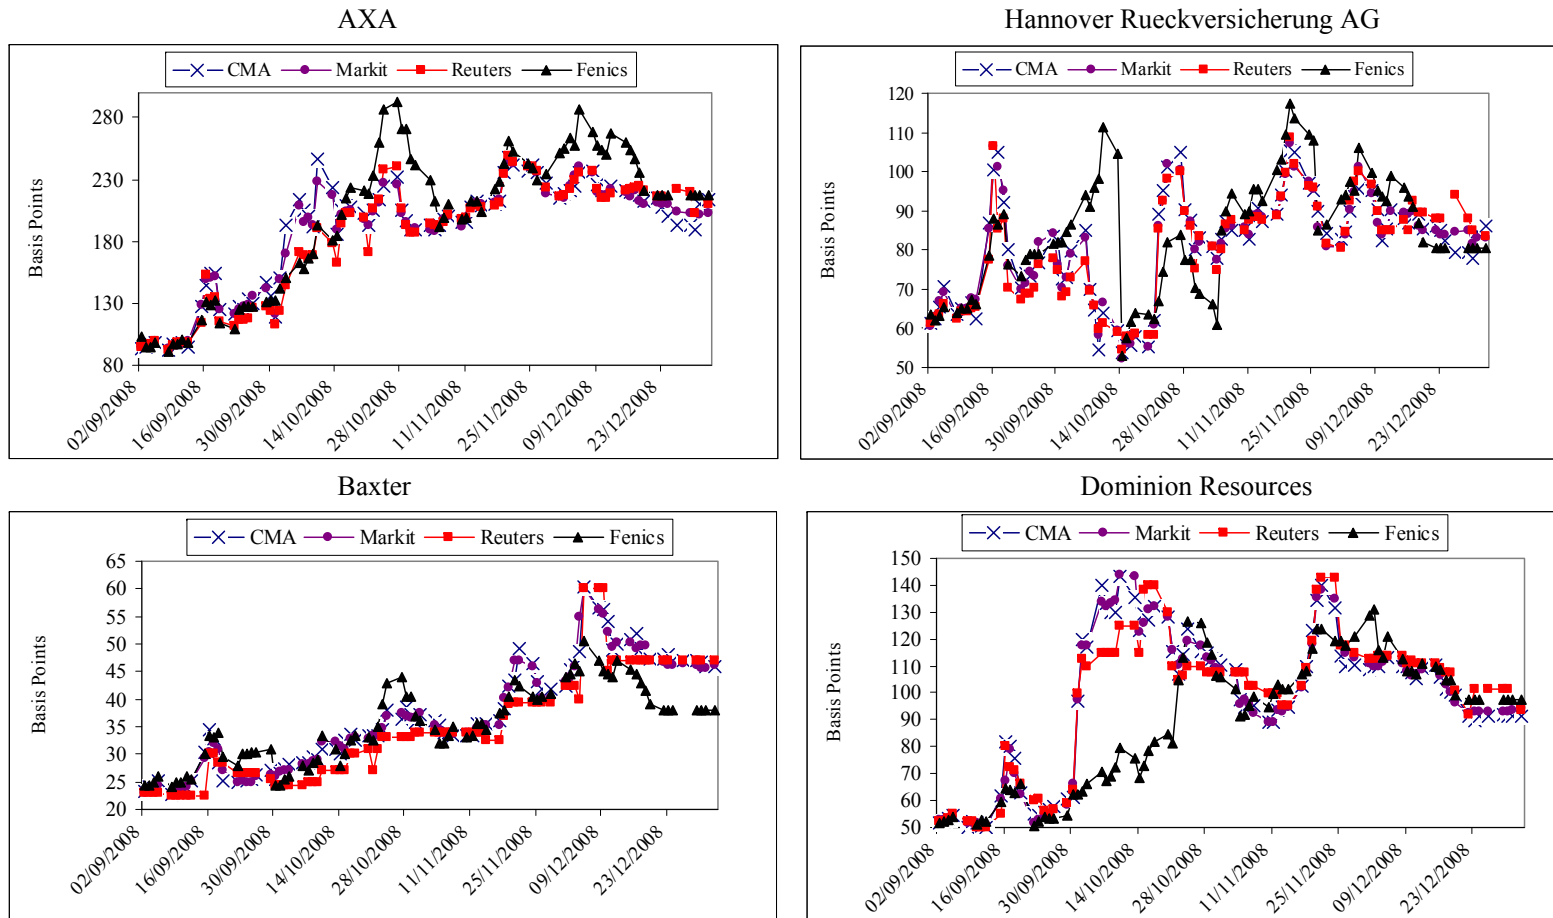 AXA
CMA Markit Reuters Fenics
Basis Points
280
230
180
130
80
02/09/2008 16/09/2008 30/09/2008 14/10/2008 28/10/2008 11/11/2008 25/11/2008 09/12/2008 23/12/2008
Hannover Rueckversicherung AG
CMA Markit Reuters Fenics
Basis Points
120
110
100
90
80
70
60
50
02/09/2008 16/09/2008 30/09/2008 14/10/2008 28/10/2008 11/11/2008 25/11/2008 09/12/2008 23/12/2008
Baxter
CMA Markit Reuters Fenics
Basis Points
65
60
55
50
45
40
35
30
25
20
02/09/2008 16/09/2008 30/09/2008 14/10/2008 28/10/2008 11/11/2008 25/11/2008 09/12/2008 23/12/2008
Dominion Resources
CMA Markit Reuters Fenics
Basis Points
150
140
130
120
110
100
90
80
70
60
50
02/09/2008 16/09/2008 30/09/2008 14/10/2008 28/10/2008 11/11/2008 25/11/2008 09/12/2008 23/12/2008